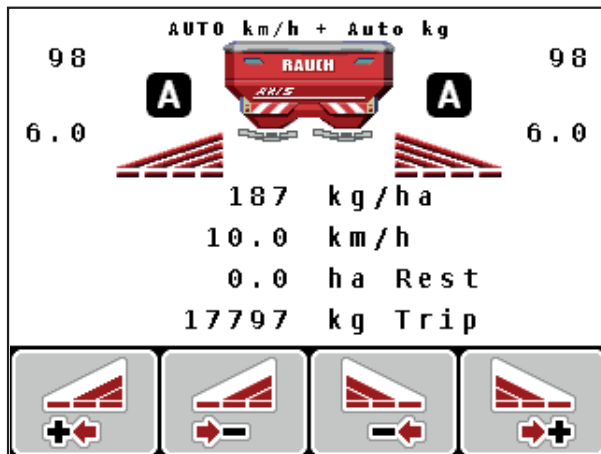 AUTO km/h + Auto kg
98 98
RAUCH
AXIS
A A
6.0 6.0
187 kg/ha
10.0 km/h
0.0 ha Rest
17797 kg Trip